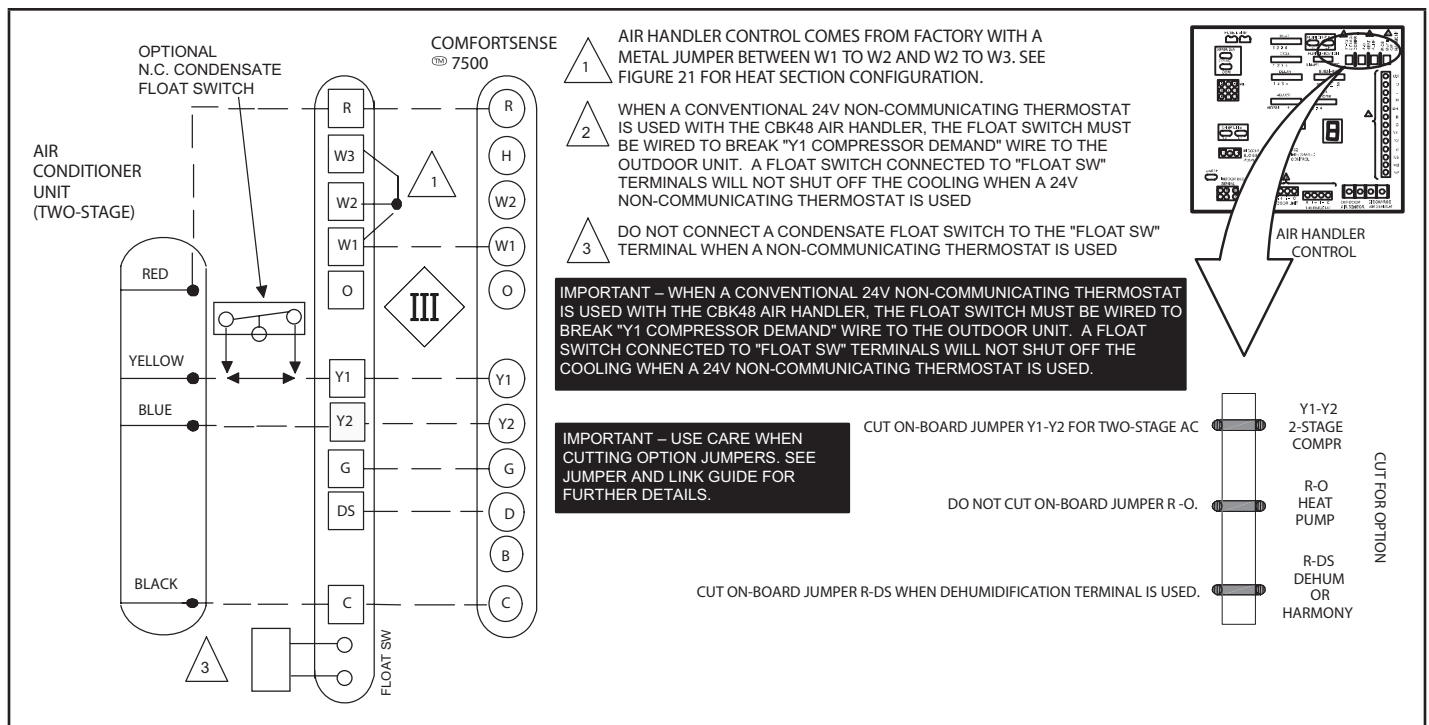 OPTIONAL
N.C. CONDENSATE
FLOAT SWITCH
COMFORTSENSE
™ 7500
AIR
CONDITIONER
UNIT
(TWO-STAGE)
RED
YELLOW
BLUE
BLACK
R
W3
W2
W1
O
Y1
Y2
G
DS
C
FLOAT SW
R
H
W2
W1
O
Y1
Y2
G
D
B
C
1
III
3
1
AIR HANDLER CONTROL COMES FROM FACTORY WITH A
METAL JUMPER BETWEEN W1 TO W2 AND W2 TO W3. SEE
FIGURE 21 FOR HEAT SECTION CONFIGURATION.
2
WHEN A CONVENTIONAL 24V NON-COMMUNICATING THERMOSTAT
IS USED WITH THE CBK48 AIR HANDLER, THE FLOAT SWITCH MUST
BE WIRED TO BREAK "Y1 COMPRESSOR DEMAND" WIRE TO THE
OUTDOOR UNIT. A FLOAT SWITCH CONNECTED TO "FLOAT SW"
TERMINALS WILL NOT SHUT OFF THE COOLING WHEN A 24V
NON-COMMUNICATING THERMOSTAT IS USED
3
DO NOT CONNECT A CONDENSATE FLOAT SWITCH TO THE "FLOAT SW"
TERMINAL WHEN A NON-COMMUNICATING THERMOSTAT IS USED
IMPORTANT – WHEN A CONVENTIONAL 24V NON-COMMUNICATING THERMOSTAT
IS USED WITH THE CBK48 AIR HANDLER, THE FLOAT SWITCH MUST BE WIRED TO
BREAK "Y1 COMPRESSOR DEMAND" WIRE TO THE OUTDOOR UNIT. A FLOAT
SWITCH CONNECTED TO "FLOAT SW" TERMINALS WILL NOT SHUT OFF THE
COOLING WHEN A 24V NON-COMMUNICATING THERMOSTAT IS USED.
IMPORTANT – USE CARE WHEN
CUTTING OPTION JUMPERS. SEE
JUMPER AND LINK GUIDE FOR
FURTHER DETAILS.
AIR HANDLER
CONTROL
CUT ON-BOARD JUMPER Y1-Y2 FOR TWO-STAGE AC
Y1-Y2
2-STAGE
COMPR
DO NOT CUT ON-BOARD JUMPER R -O.
R-O
HEAT
PUMP
CUT ON-BOARD JUMPER R-DS WHEN DEHUMIDIFICATION TERMINAL IS USED.
R-DS
DEHUM
OR
HARMONY
CUT FOR OPTION